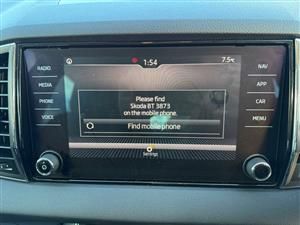 1:54
7.5°C
RADIO
MEDIA
PHONE
VOICE
Please find
Skoda BT 3873
on the mobile phone.
Find mobile phone
Settings
NAV
APP
CAR
MENU